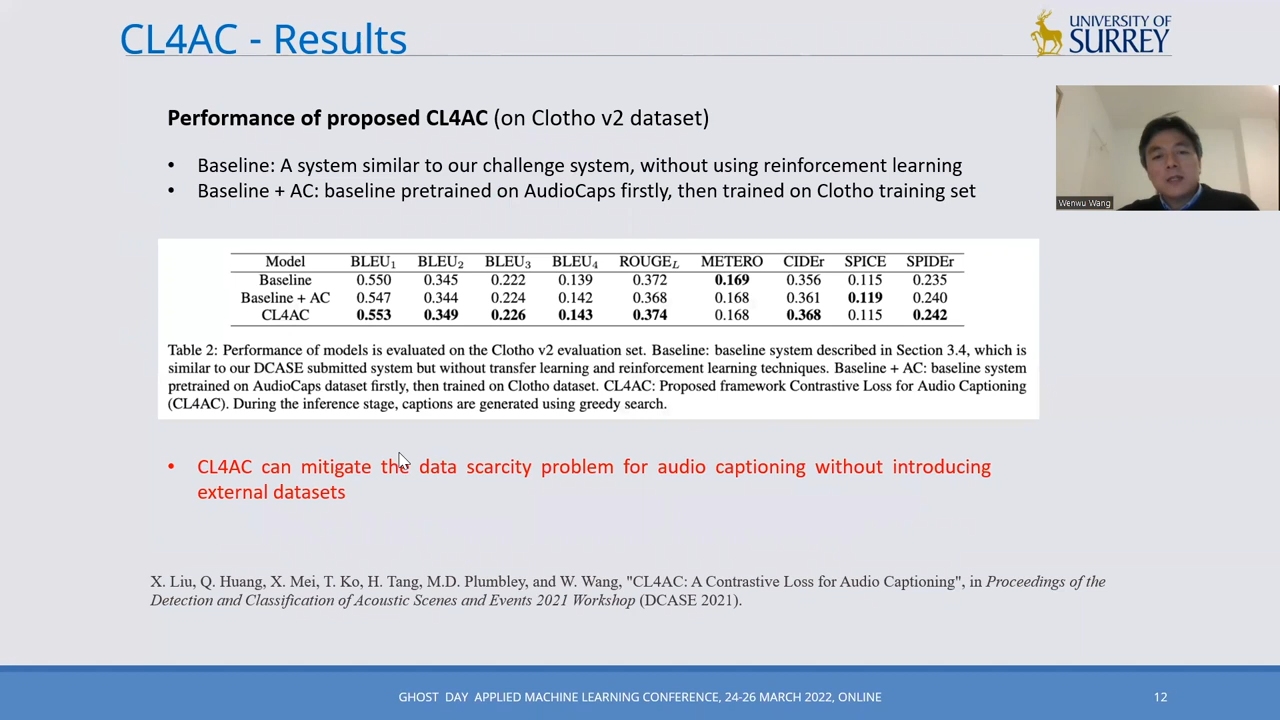 CL4AC - Results
UNIVERSITY OF
SURREY
Performance of proposed CL4AC (on Clotho v2 dataset)
• Baseline: A system similar to our challenge system, without using reinforcement learning
• Baseline + AC: baseline pretrained on AudioCaps firstly, then trained on Clotho training set
Wenwu Wang
Model BLEU1 BLEU2 BLEU3 BLEU4 ROUGEL METERO CIDEr SPICE SPIDEr
Baseline 0.550 0.345 0.222 0.139 0.372 0.169 0.356 0.115 0.235
Baseline + AC 0.547 0.344 0.224 0.142 0.368 0.168 0.361 0.119 0.240
CL4AC 0.553 0.349 0.226 0.143 0.374 0.168 0.368 0.115 0.242
Table 2: Performance of models is evaluated on the Clotho v2 evaluation set. Baseline: baseline system described in Section 3.4, which is
similar to our DCASE submitted system but without transfer learning and reinforcement learning techniques. Baseline + AC: baseline system
pretrained on AudioCaps dataset firstly, then trained on Clotho dataset. CL4AC: Proposed framework Contrastive Loss for Audio Captioning
(CL4AC). During the inference stage, captions are generated using greedy search.
• CL4AC can mitigate the data scarcity problem for audio captioning without introducing
external datasets
X. Liu, Q. Huang, X. Mei, T. Ko, H. Tang, M.D. Plumbley, and W. Wang, "CL4AC: A Contrastive Loss for Audio Captioning", in Proceedings of the
Detection and Classification of Acoustic Scenes and Events 2021 Workshop (DCASE 2021).
GHOST DAY APPLIED MACHINE LEARNING CONFERENCE, 24-26 MARCH 2022, ONLINE
12